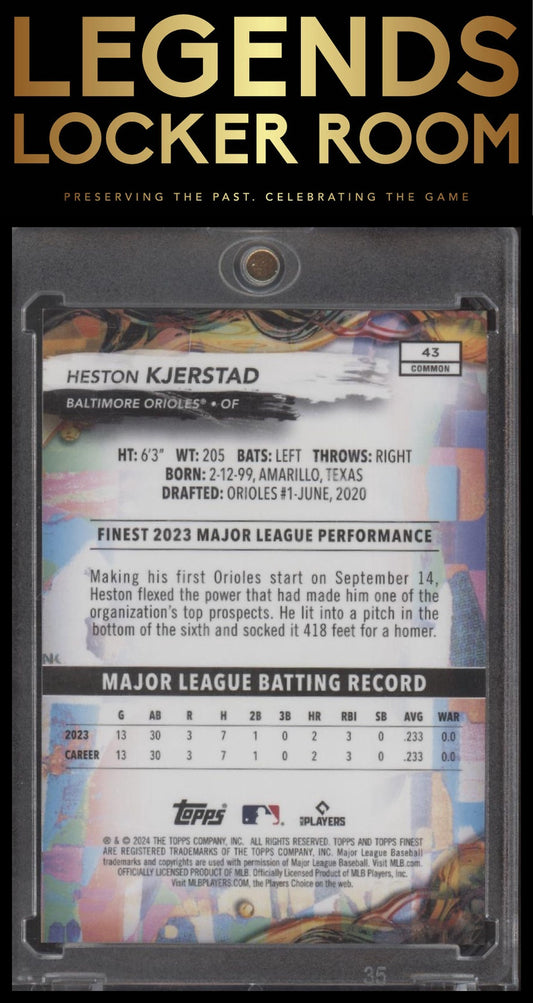 LEGENDS
LOCKER ROOM
PRESERVING THE PAST. CELEBRATING THE GAME
43
COMMON
HESTON KJERSTAD
BALTIMORE ORIOLES® • OF
HT: 6'3" WT: 205 BATS: LEFT THROWS: RIGHT
BORN: 2-12-99, AMARILLO, TEXAS
DRAFTED: ORIOLES #1-JUNE, 2020
FINEST 2023 MAJOR LEAGUE PERFORMANCE
Making his first Orioles start on September 14,
Heston flexed the power that had made him one of the
organization's top prospects. He lit into a pitch in the
bottom of the sixth and socked it 418 feet for a homer.
MAJOR LEAGUE BATTING RECORD
G AB R H 2B 3B HR RBI SB AVG WAR
2023 13 30 3 7 1 0 2 3 0 .233 0.0
CAREER 13 30 3 7 1 0 2 3 0 .233 0.0
topps
PLAYERS
® & © 2024 THE TOPPS COMPANY, INC. ALL RIGHTS RESERVED. TOPPS AND TOPPS FINEST
ARE REGISTERED TRADEMARKS OF THE TOPPS COMPANY, INC. Major League Baseball
trademarks and copyrights are used with permission of Major League Baseball. Visit MLB.com.
OFFICIALLY LICENSED PRODUCT OF MLB. Officially Licensed Product of MLB Players, Inc.
Visit MLBPLAYERS.COM, the Players Choice on the web.
35